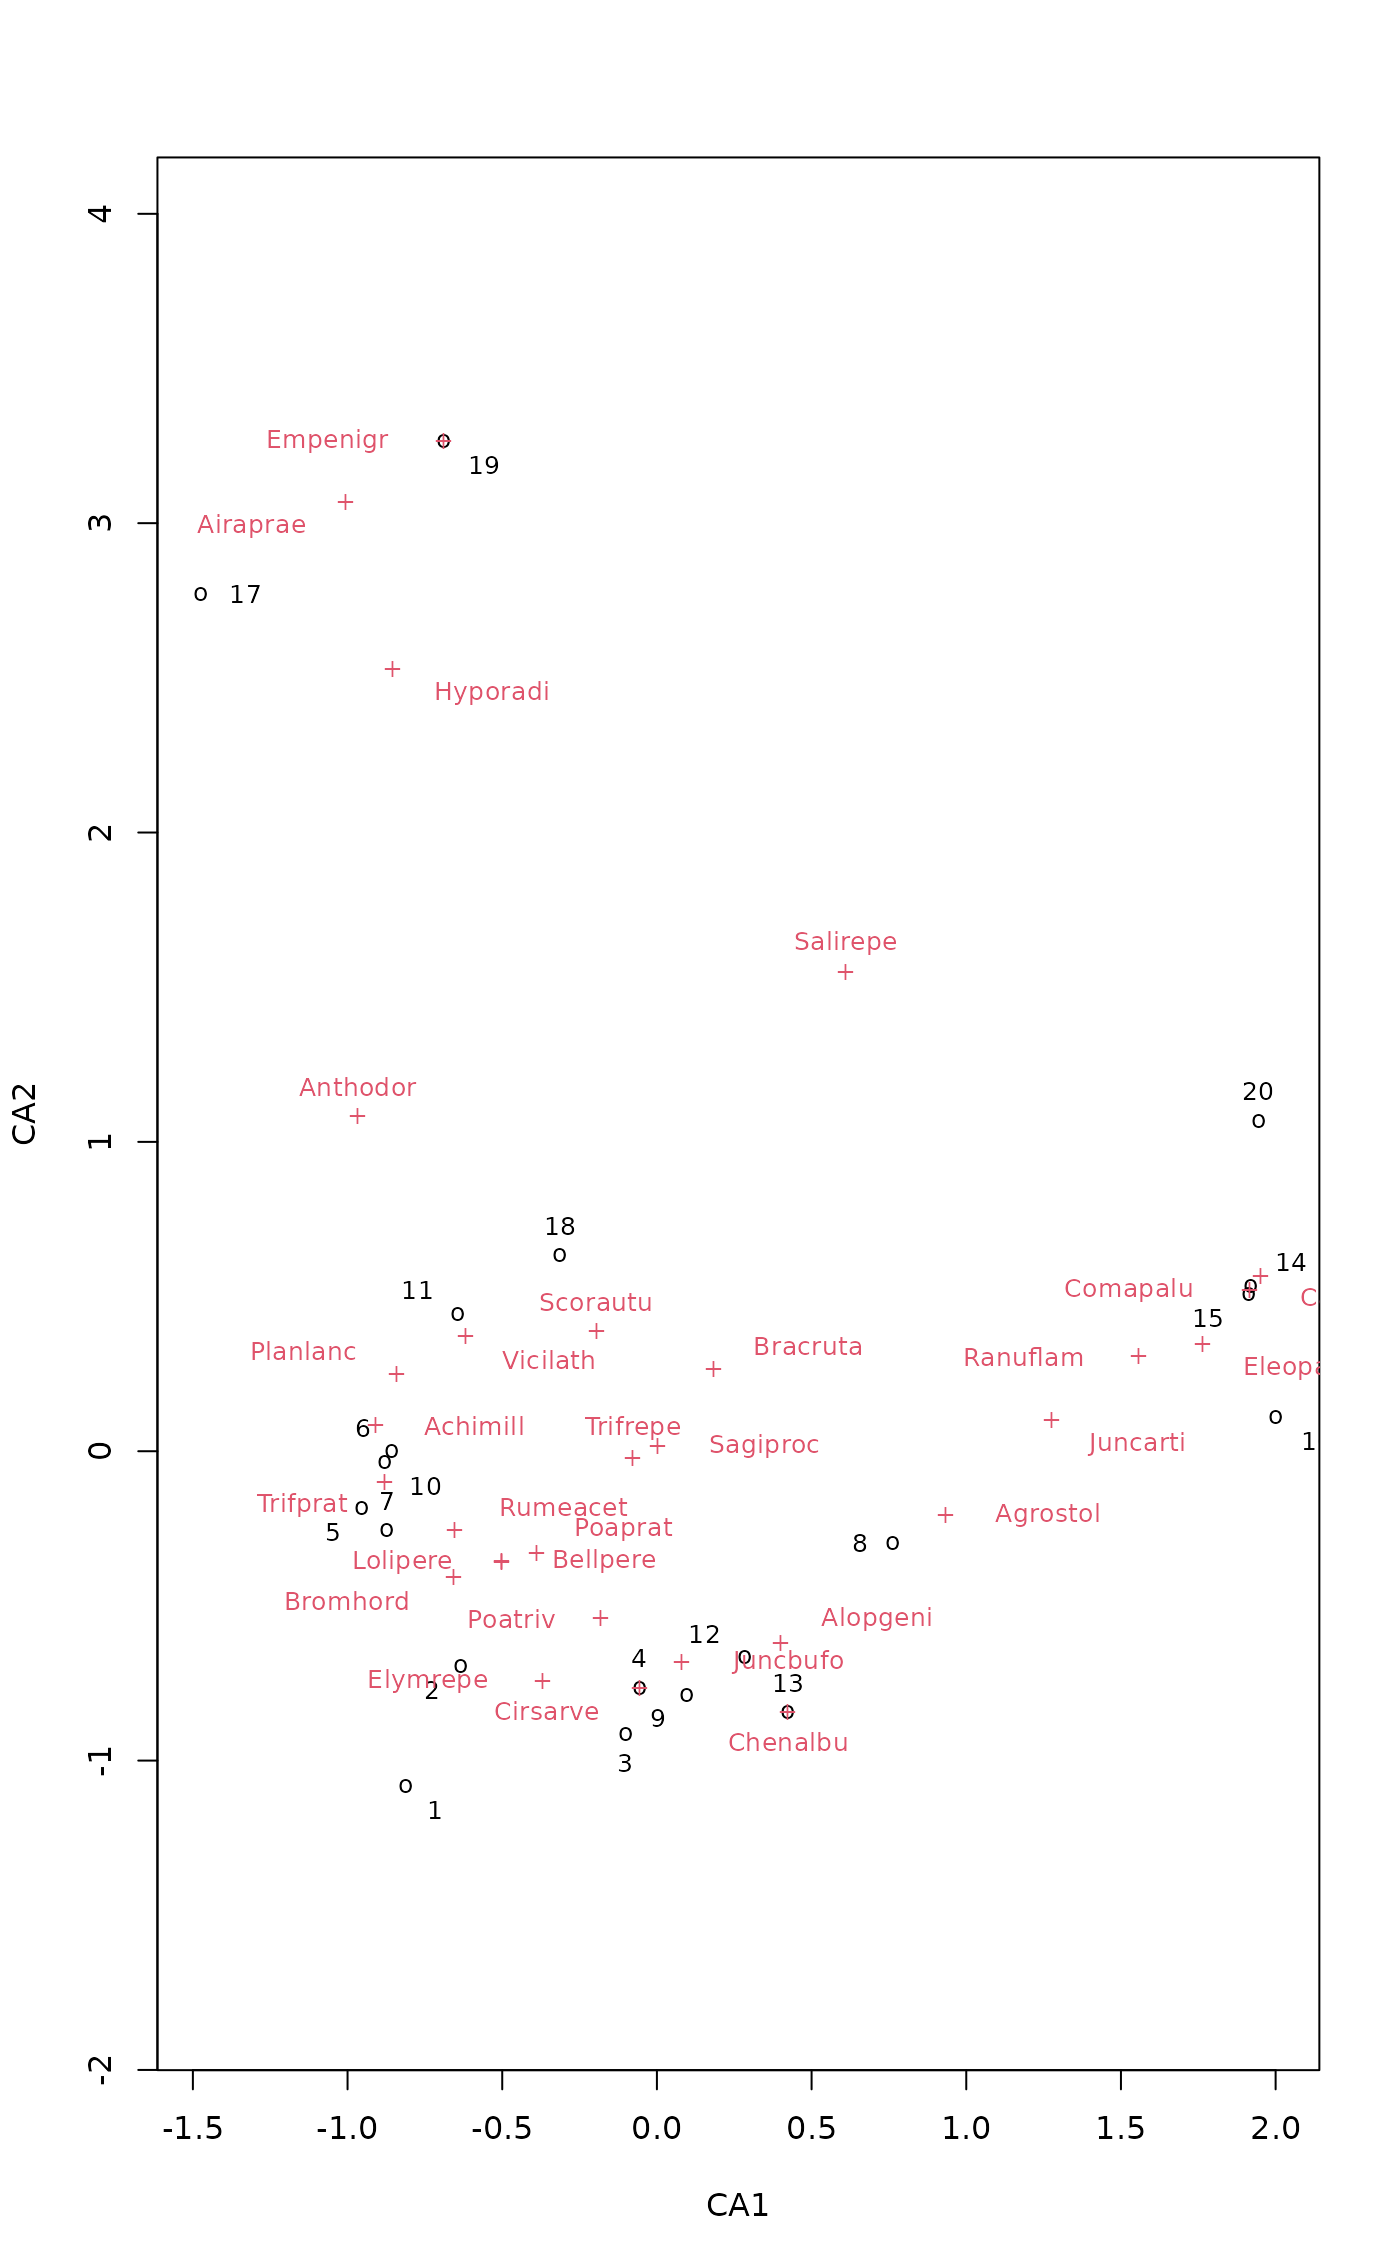 4
Empenigr
19
3
Airaprae
17
Hyporadi
2
Salirepe
Anthodor
20
CA2
1
18
14
11
Comapalu
C
Scorautu
15
Bracruta
Planlanc
Vicilath
Ranuflam
Eleopa
6
Achimill
Trifrepe
Sagiproc
Juncarti
1
0
10
7
Trifprat
Rumeacet
Agrostol
Poaprat
5
8
Lolipere
Bellpere
Bromhord
Poatriv
Alopgeni
12
4
Juncbufo
Elymrepe
13
2
Cirsarve
9
Chenalbu
3
-1
1
-2
-1.5 -1.0 -0.5 0.0 0.5 1.0 1.5 2.0
CA1